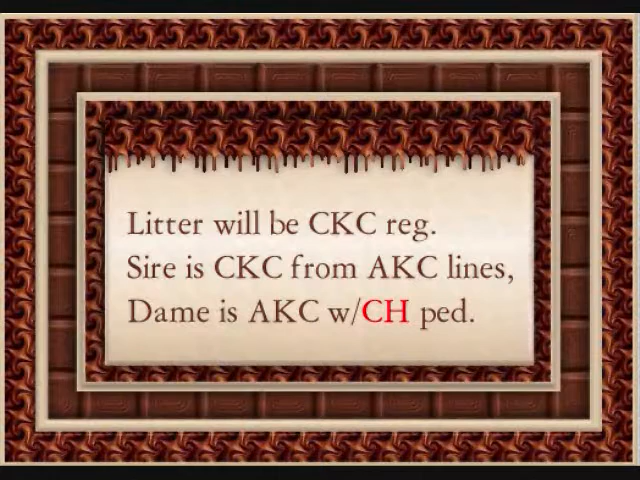 Litter will be CKC reg.
Sire is CKC from AKC lines,
Dame is AKC w/CH ped.